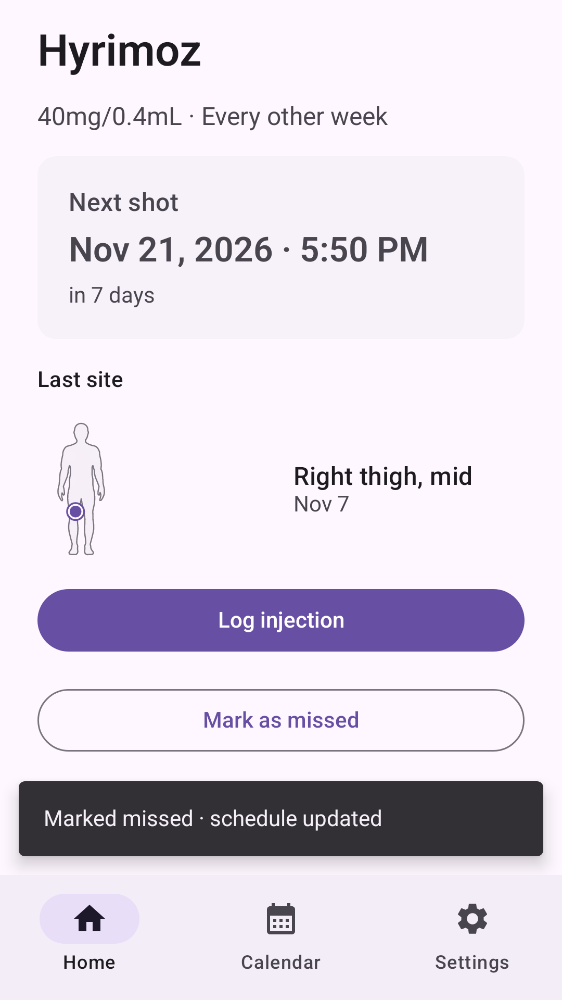 Hyrimoz
40mg/0.4mL · Every other week
Next shot
Nov 21, 2026 · 5:50 PM
in 7 days
Last site
Right thigh, mid
Nov 7
Log injection
Mark as missed
Marked missed · schedule updated
Home
Calendar
Settings